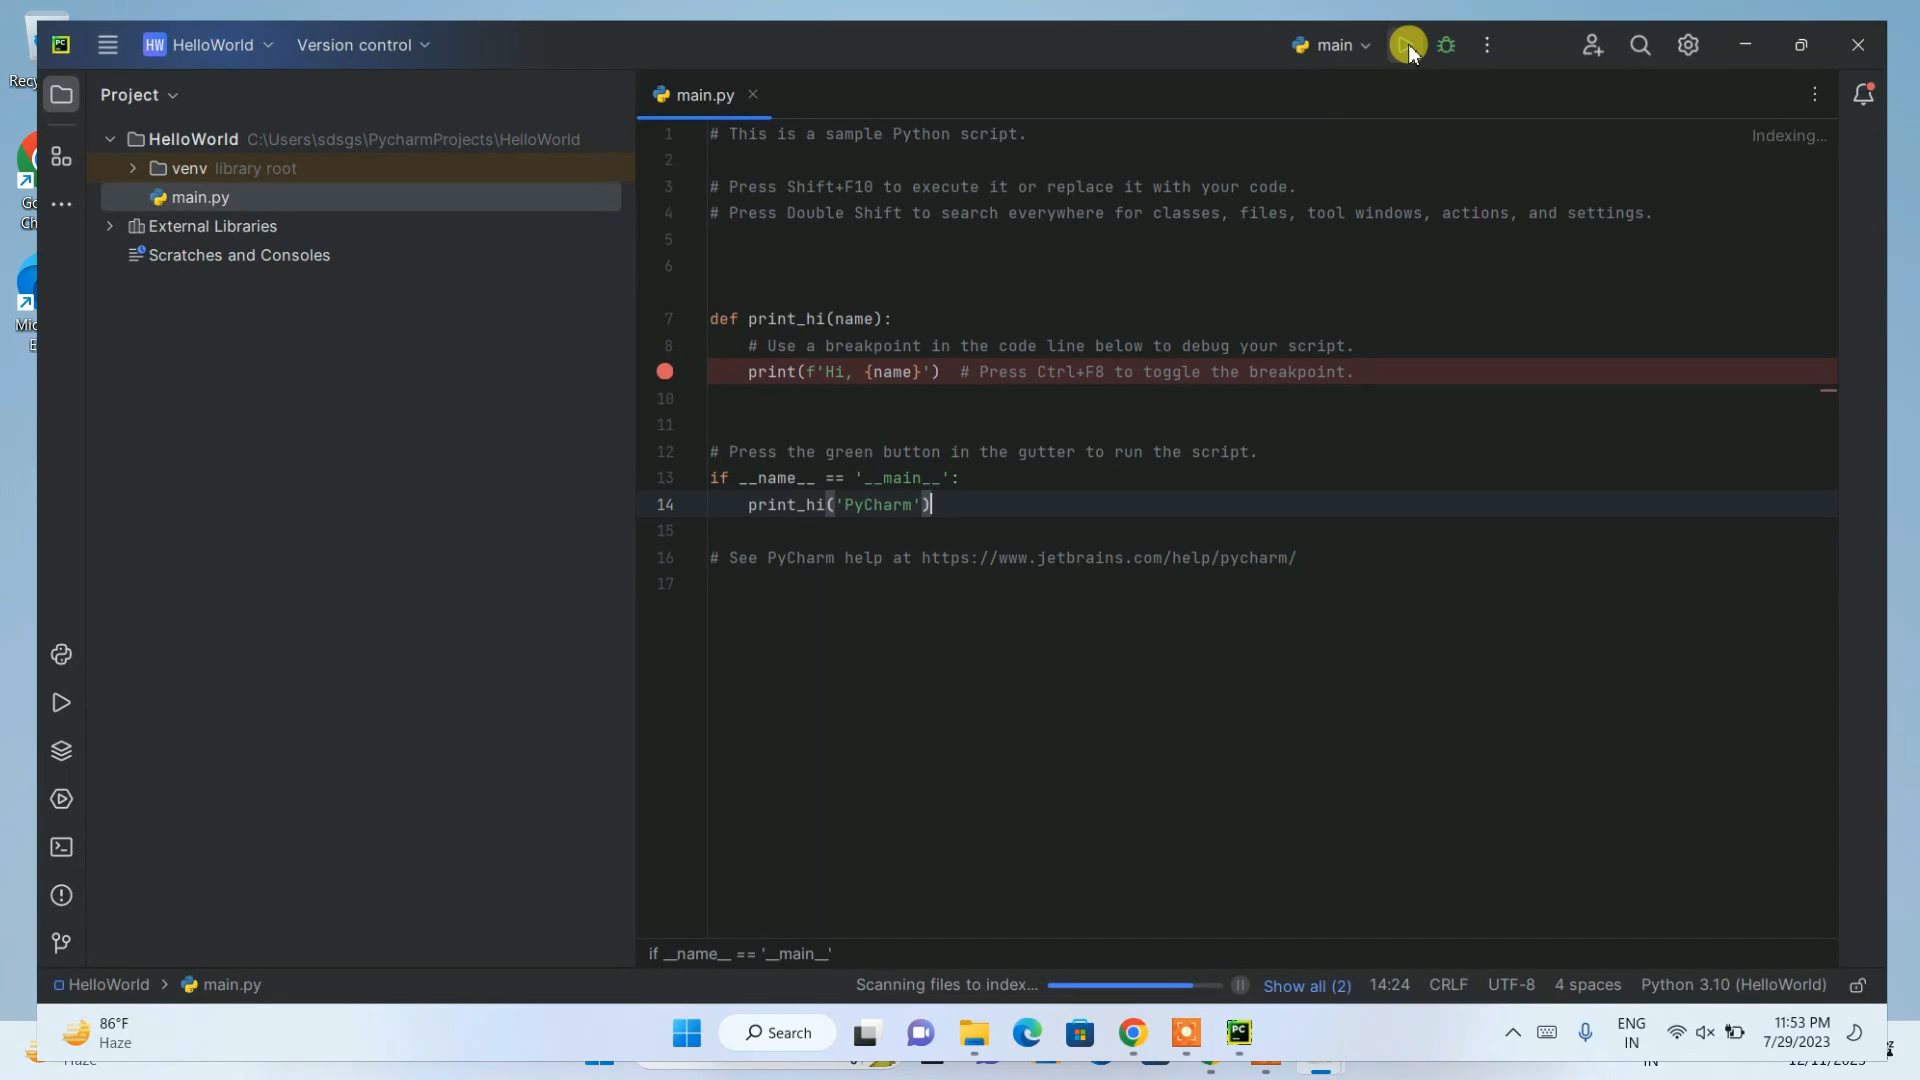 HW HelloWorld
Version control
main
Project
HelloWorld C:\Users\sdsgs\PycharmProjects\HelloWorld
venv library root
main.py
External Libraries
Scratches and Consoles
main.py
Indexing...
1 # This is a sample Python script.
2
3 # Press Shift+F10 to execute it or replace it with your code.
4 # Press Double Shift to search everywhere for classes, files, tool windows, actions, and settings.
5
6
7 def print_hi(name):
8 # Use a breakpoint in the code line below to debug your script.
print(f'Hi, {name}') # Press Ctrl+F8 to toggle the breakpoint.
10
11
12 # Press the green button in the gutter to run the script.
13 if __name__ == '__main__':
14 print_hi('PyCharm')
15
16 # See PyCharm help at https://www.jetbrains.com/help/pycharm/
17
if __name__ == '__main__'
HelloWorld > main.py
Scanning files to index...
Show all (2)
14:24
CRLF
UTF-8
4 spaces
Python 3.10 (HelloWorld)
86°F
Haze
Search
PC
ENG
IN
11:53 PM
7/29/2023